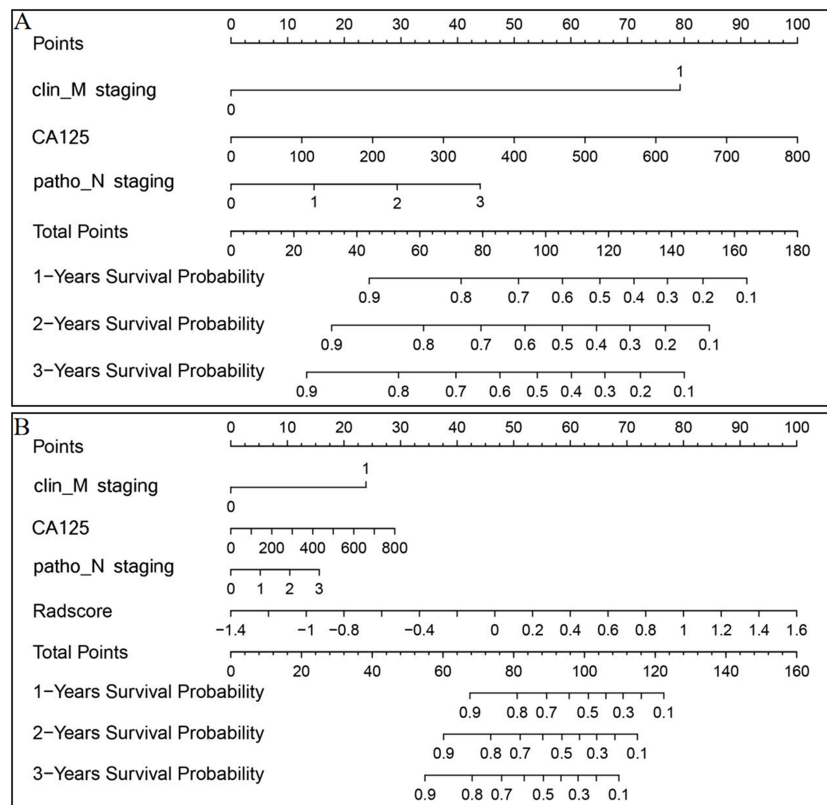 A
0 10 20 30 40 50 60 70 80 90 100
Points
1
clin_M staging
0
CA125
0 100 200 300 400 500 600 700 800
patho_N staging
0 1 2 3
Total Points
0 20 40 60 80 100 120 140 160 180
1−Years Survival Probability
0.9 0.8 0.7 0.6 0.5 0.4 0.3 0.2 0.1
2−Years Survival Probability
0.9 0.8 0.7 0.6 0.5 0.4 0.3 0.2 0.1
3−Years Survival Probability
0.9 0.8 0.7 0.6 0.5 0.4 0.3 0.2 0.1
B
0 10 20 30 40 50 60 70 80 90 100
Points
1
clin_M staging
0
CA125
0 200 400 600 800
patho_N staging
0 1 2 3
Radscore
−1.4 −1 −0.8 −0.4 0 0.2 0.4 0.6 0.8 1 1.2 1.4 1.6
Total Points
0 20 40 60 80 100 120 140 160
1−Years Survival Probability
0.9 0.8 0.7 0.5 0.3 0.1
2−Years Survival Probability
0.9 0.8 0.7 0.5 0.3 0.1
3−Years Survival Probability
0.9 0.8 0.7 0.5 0.3 0.1